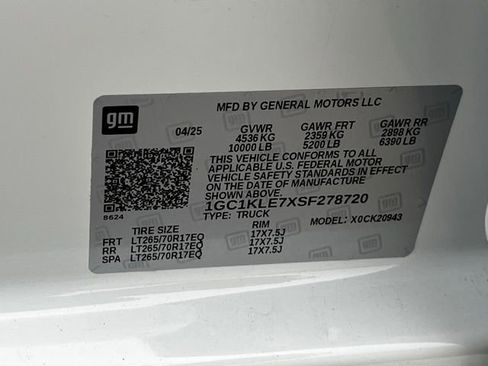 gm
MFD BY GENERAL MOTORS LLC
04/25
GVWR GAWR FRT GAWR RR
4536 KG 2359 KG 2898 KG
10000 LB 5200 LB 6390 LB
THIS VEHICLE CONFORMS TO ALL
APPLICABLE U.S. FEDERAL MOTOR
VEHICLE SAFETY STANDARDS IN EFFECT
ON THE DATE OF MANUFACTURE
SHOWN ABOVE.
1GC1KLE7XSF278720
TYPE: TRUCK MODEL: X0CK20943
8624
TIRE SIZE RIM
FRT LT265/70R17EQ 17X7.5J
RR LT265/70R17EQ 17X7.5J
SPA LT265/70R17EQ 17X7.5J